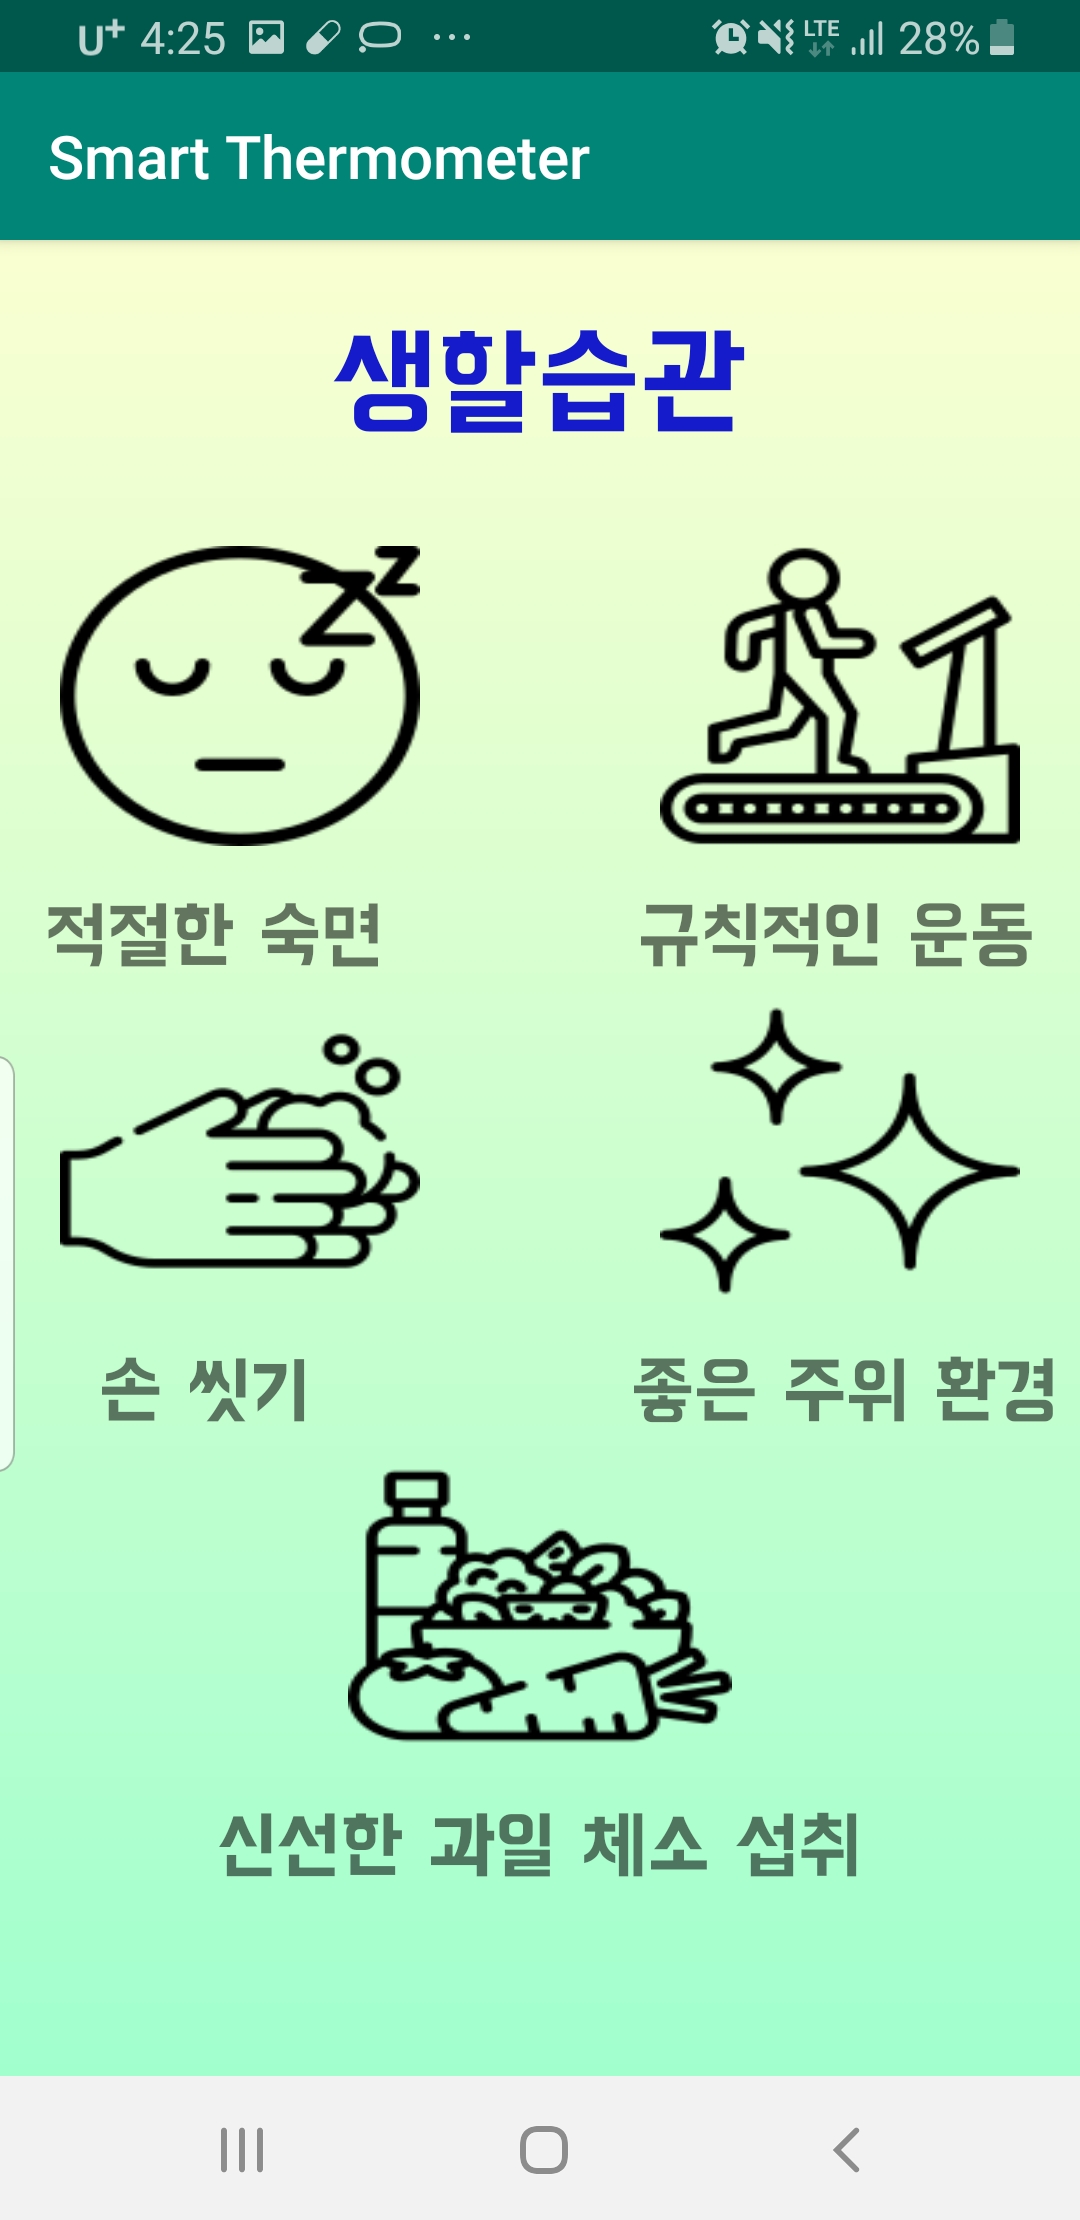 U+ 4:25 LTE 28%
Smart Thermometer
생활습관
적절한 숙면
규칙적인 운동
손 씻기
좋은 주위 환경
신선한 과일 체소 섭취